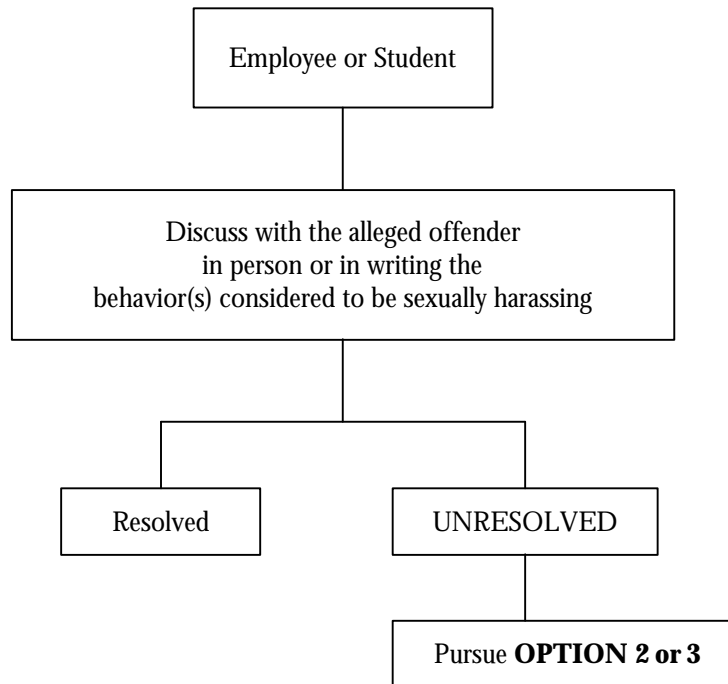 Employee or Student
Discuss with the alleged offender
in person or in writing the
behavior(s) considered to be sexually harassing
Resolved
UNRESOLVED
Pursue OPTION 2 or 3